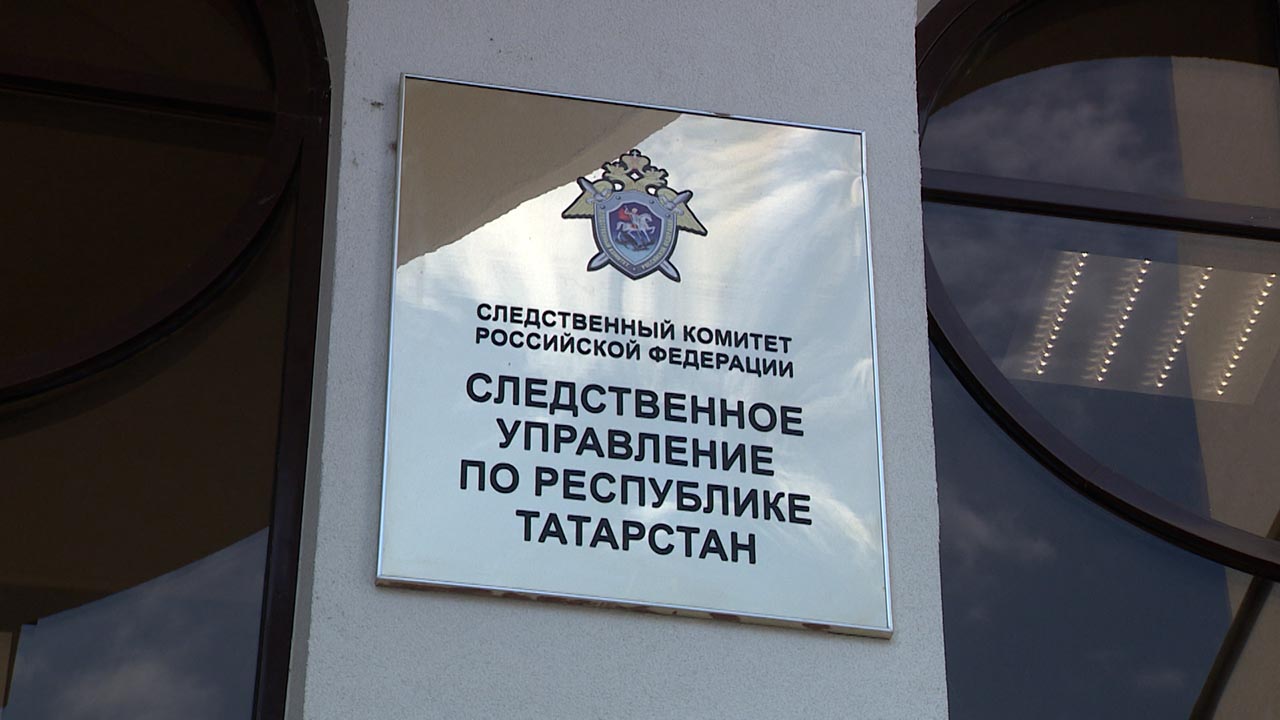 СЛЕДСТВЕННЫЙ КОМИТЕТ
РОССИЙСКОЙ ФЕДЕРАЦИИ
СЛЕДСТВЕННОЕ
УПРАВЛЕНИЕ
ПО РЕСПУБЛИКЕ
ТАТАРСТАН